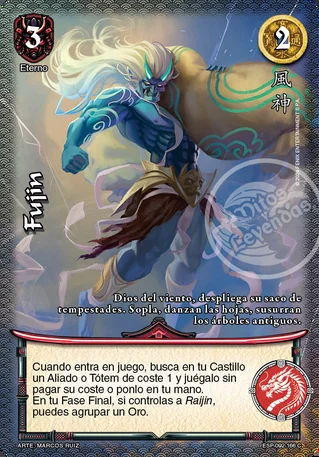 3
2
Eterno
風神
Fujin
Mitos y Leyendas
Dios del viento, despliega su saco de
tempestades. Sopla, danzan las hojas, susurran
los árboles antiguos.
Cuando entra en juego, busca en tu Castillo
un Aliado o Tótem de coste 1 y juégalo sin
pagar su coste o ponlo en tu mano.
En tu Fase Final, si controlas a Raijin,
puedes agrupar un Oro.
ARTE: MARCOS RUIZ
ESP-092-166 C